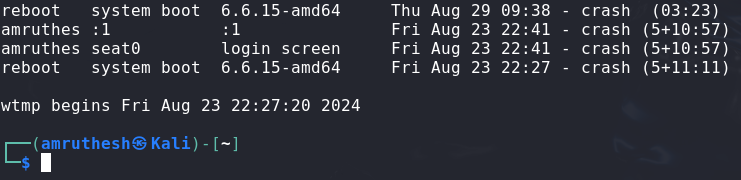 reboot   system boot  6.6.15-amd64     Thu Aug 29 09:38 - crash  (03:23)
amruthes :1           :1               Fri Aug 23 22:41 - crash (5+10:57)
amruthes seat0        login screen     Fri Aug 23 22:41 - crash (5+10:57)
reboot   system boot  6.6.15-amd64     Fri Aug 23 22:27 - crash (5+11:11)
wtmp begins Fri Aug 23 22:27:20 2024
┌──(amruthesh㉿Kali)-[~]
└─$